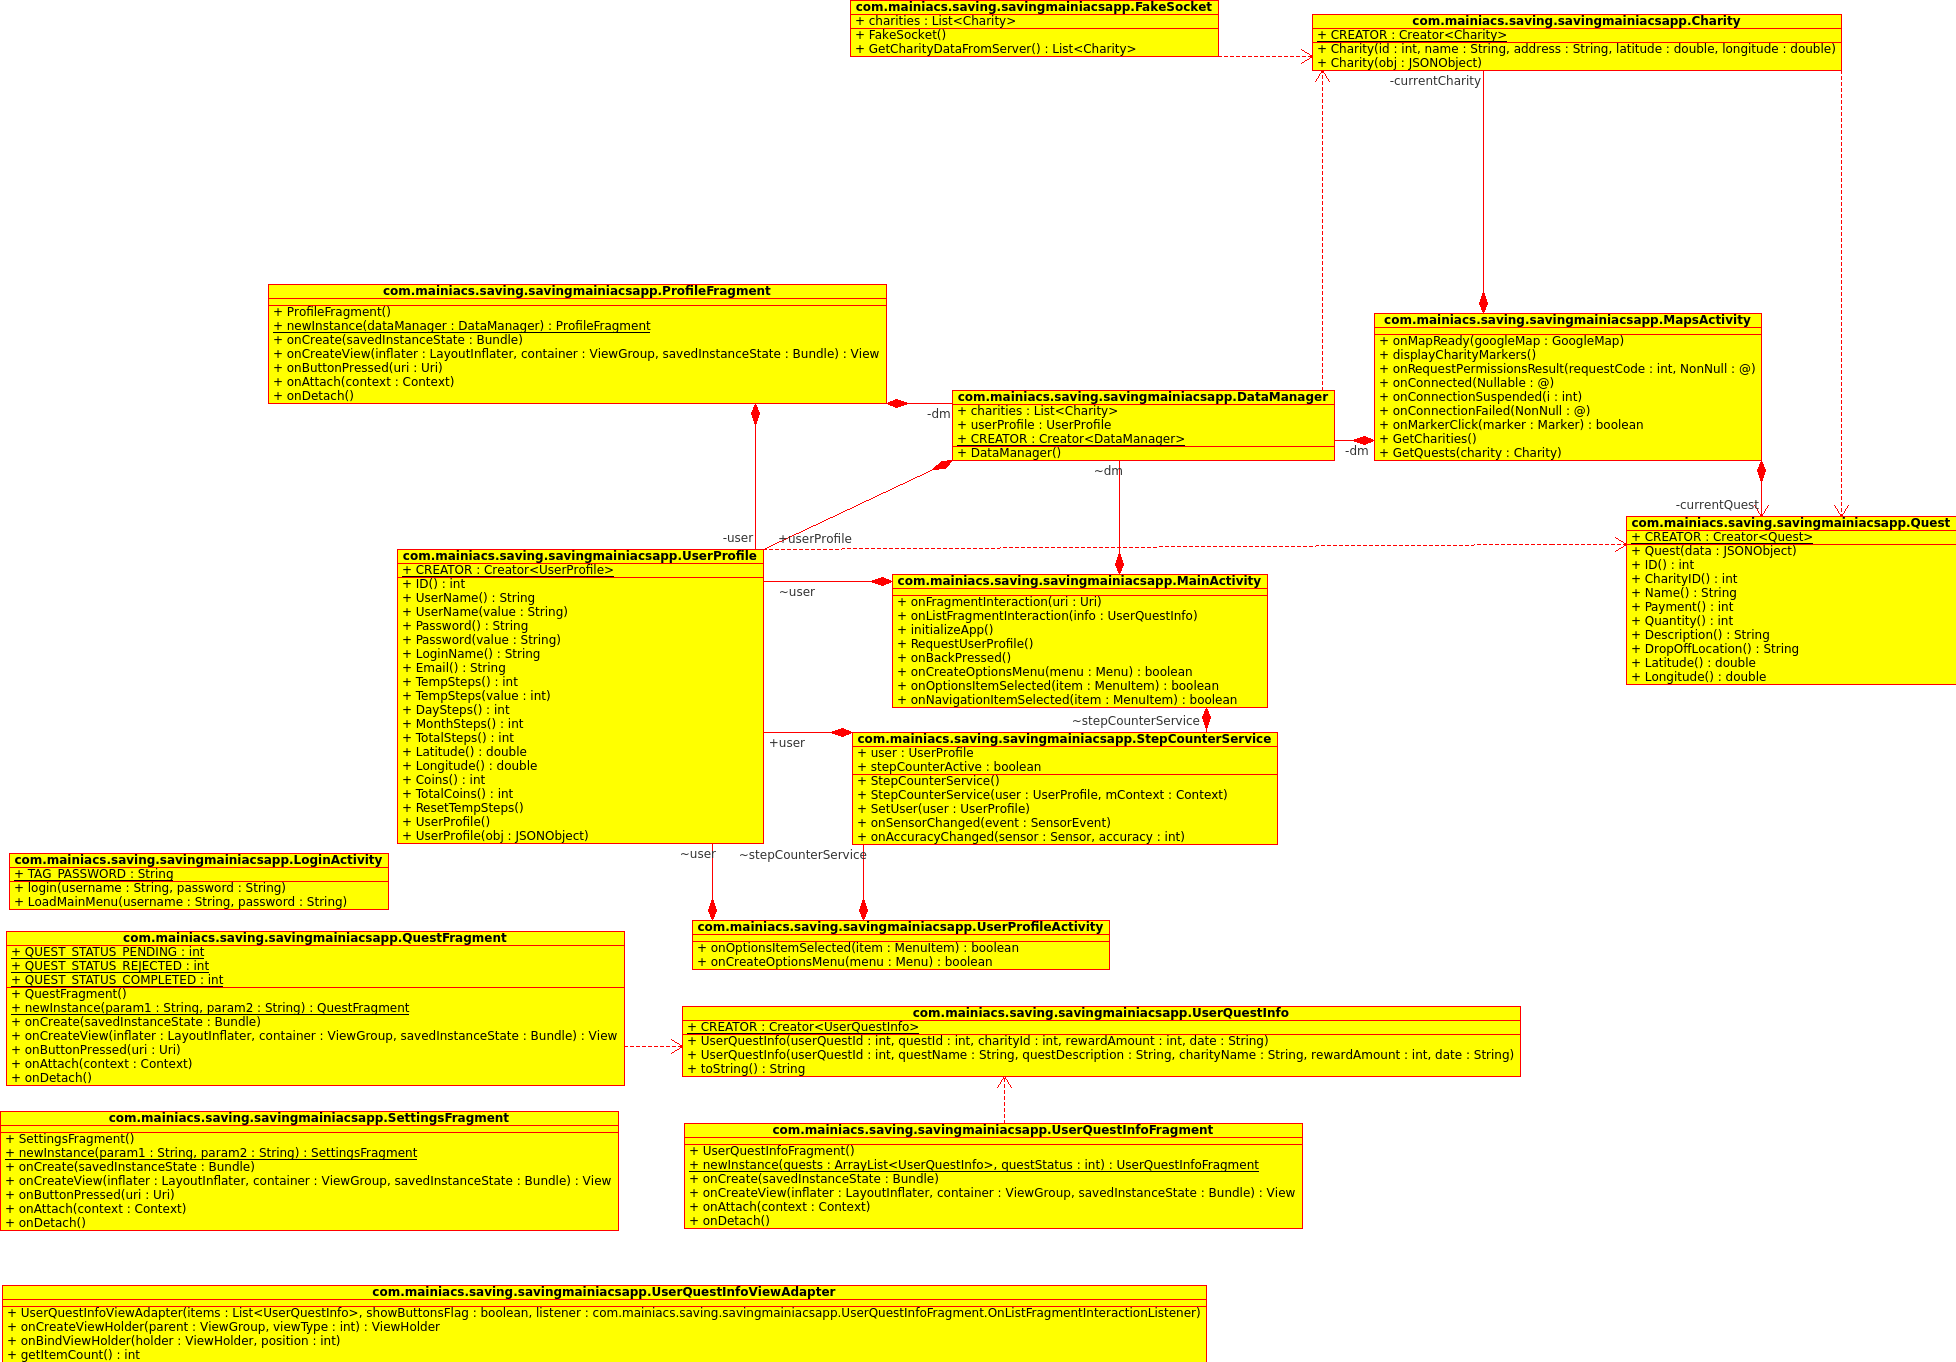 com.mainiacs.saving.savingmainiacsapp.FakeSocket
+ charities : List<Charity>
+ FakeSocket()
+ GetCharityDataFromServer() : List<Charity>
com.mainiacs.saving.savingmainiacsapp.Charity
+ CREATOR : Creator<Charity>
+ Charity(id : int, name : String, address : String, latitude : double, longitude : double)
+ Charity(obj : JSONObject)
-currentCharity
com.mainiacs.saving.savingmainiacsapp.ProfileFragment
+ ProfileFragment()
+ newInstance(dataManager : DataManager) : ProfileFragment
+ onCreate(savedInstanceState : Bundle)
+ onCreateView(inflater : LayoutInflater, container : ViewGroup, savedInstanceState : Bundle) : View
+ onButtonPressed(uri : Uri)
+ onAttach(context : Context)
+ onDetach()
-dm
com.mainiacs.saving.savingmainiacsapp.DataManager
+ charities : List<Charity>
+ userProfile : UserProfile
+ CREATOR : Creator<DataManager>
+ DataManager()
~dm
-dm
com.mainiacs.saving.savingmainiacsapp.MapsActivity
+ onMapReady(googleMap : GoogleMap)
+ displayCharityMarkers()
+ onRequestPermissionsResult(requestCode : int, NonNull : @)
+ onConnected(Nullable : @)
+ onConnectionSuspended(i : int)
+ onConnectionFailed(NonNull : @)
+ onMarkerClick(marker : Marker) : boolean
+ GetCharities()
+ GetQuests(charity : Charity)
-currentQuest
com.mainiacs.saving.savingmainiacsapp.Quest
+ CREATOR : Creator<Quest>
+ Quest(data : JSONObject)
+ ID() : int
+ CharityID() : int
+ Name() : String
+ Payment() : int
+ Quantity() : int
+ Description() : String
+ DropOffLocation() : String
+ Latitude() : double
+ Longitude() : double
-user
+userProfile
com.mainiacs.saving.savingmainiacsapp.UserProfile
+ CREATOR : Creator<UserProfile>
+ ID() : int
+ UserName() : String
+ UserName(value : String)
+ Password() : String
+ Password(value : String)
+ LoginName() : String
+ Email() : String
+ TempSteps() : int
+ TempSteps(value : int)
+ DaySteps() : int
+ MonthSteps() : int
+ TotalSteps() : int
+ Latitude() : double
+ Longitude() : double
+ Coins() : int
+ TotalCoins() : int
+ ResetTempSteps()
+ UserProfile()
+ UserProfile(obj : JSONObject)
~user
com.mainiacs.saving.savingmainiacsapp.MainActivity
+ onFragmentInteraction(uri : Uri)
+ onListFragmentInteraction(info : UserQuestInfo)
+ initializeApp()
+ RequestUserProfile()
+ onBackPressed()
+ onCreateOptionsMenu(menu : Menu) : boolean
+ onOptionsItemSelected(item : MenuItem) : boolean
+ onNavigationItemSelected(item : MenuItem) : boolean
~stepCounterService
+user
com.mainiacs.saving.savingmainiacsapp.StepCounterService
+ user : UserProfile
+ stepCounterActive : boolean
+ StepCounterService()
+ StepCounterService(user : UserProfile, mContext : Context)
+ SetUser(user : UserProfile)
+ onSensorChanged(event : SensorEvent)
+ onAccuracyChanged(sensor : Sensor, accuracy : int)
~user
~stepCounterService
com.mainiacs.saving.savingmainiacsapp.LoginActivity
+ TAG_PASSWORD : String
+ login(username : String, password : String)
+ LoadMainMenu(username : String, password : String)
com.mainiacs.saving.savingmainiacsapp.UserProfileActivity
+ onOptionsItemSelected(item : MenuItem) : boolean
+ onCreateOptionsMenu(menu : Menu) : boolean
com.mainiacs.saving.savingmainiacsapp.QuestFragment
+ QUEST_STATUS_PENDING : int
+ QUEST_STATUS_REJECTED : int
+ QUEST_STATUS_COMPLETED : int
+ QuestFragment()
+ newInstance(param1 : String, param2 : String) : QuestFragment
+ onCreate(savedInstanceState : Bundle)
+ onCreateView(inflater : LayoutInflater, container : ViewGroup, savedInstanceState : Bundle) : View
+ onButtonPressed(uri : Uri)
+ onAttach(context : Context)
+ onDetach()
com.mainiacs.saving.savingmainiacsapp.UserQuestInfo
+ CREATOR : Creator<UserQuestInfo>
+ UserQuestInfo(userQuestId : int, questId : int, charityId : int, rewardAmount : int, date : String)
+ UserQuestInfo(userQuestId : int, questName : String, questDescription : String, charityName : String, rewardAmount : int, date : String)
+ toString() : String
com.mainiacs.saving.savingmainiacsapp.SettingsFragment
+ SettingsFragment()
+ newInstance(param1 : String, param2 : String) : SettingsFragment
+ onCreate(savedInstanceState : Bundle)
+ onCreateView(inflater : LayoutInflater, container : ViewGroup, savedInstanceState : Bundle) : View
+ onButtonPressed(uri : Uri)
+ onAttach(context : Context)
+ onDetach()
com.mainiacs.saving.savingmainiacsapp.UserQuestInfoFragment
+ UserQuestInfoFragment()
+ newInstance(quests : ArrayList<UserQuestInfo>, questStatus : int) : UserQuestInfoFragment
+ onCreate(savedInstanceState : Bundle)
+ onCreateView(inflater : LayoutInflater, container : ViewGroup, savedInstanceState : Bundle) : View
+ onAttach(context : Context)
+ onDetach()
com.mainiacs.saving.savingmainiacsapp.UserQuestInfoViewAdapter
+ UserQuestInfoViewAdapter(items : List<UserQuestInfo>, showButtonsFlag : boolean, listener : com.mainiacs.saving.savingmainiacsapp.UserQuestInfoFragment.OnListFragmentInteractionListener)
+ onCreateViewHolder(parent : ViewGroup, viewType : int) : ViewHolder
+ onBindViewHolder(holder : ViewHolder, position : int)
+ getItemCount() : int